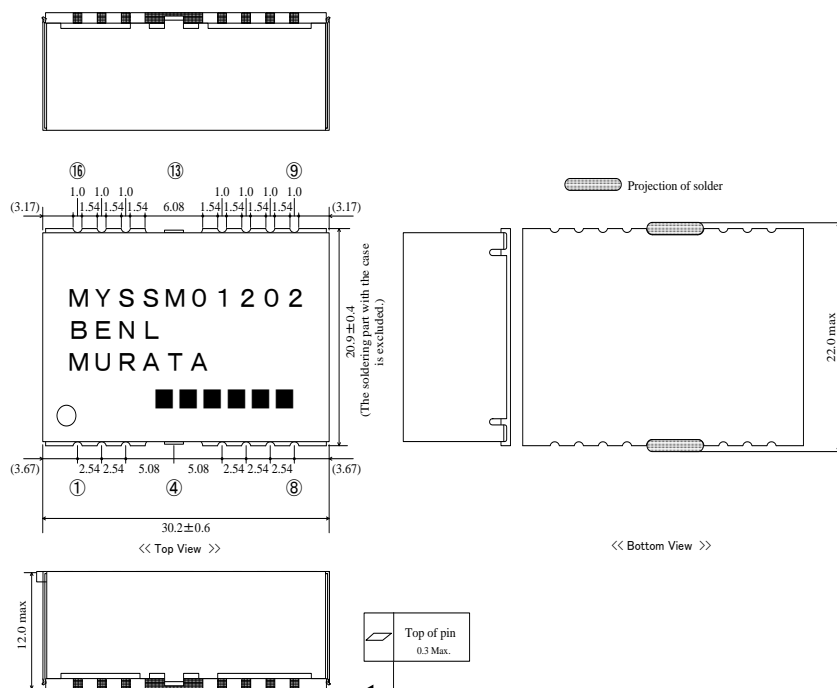 ⑯ ⑬ ⑨
1.0 1.0 1.0 1.0 1.0 1.0 1.0
(3.17) 1.54 1.54 1.54 6.08 1.54 1.54 1.54 1.54 (3.17)
Projection of solder
MYSSM01202
BENL
MURATA
20.9±0.4
(The soldering part with the case
is excluded.)
22.0 max
(3.67) 2.54 2.54 5.08 5.08 2.54 2.54 2.54 (3.67)
① ④ ⑧
30.2±0.6
<< Top View >>
<< Bottom View >>
12.0 max
Top of pin
0.3 Max.